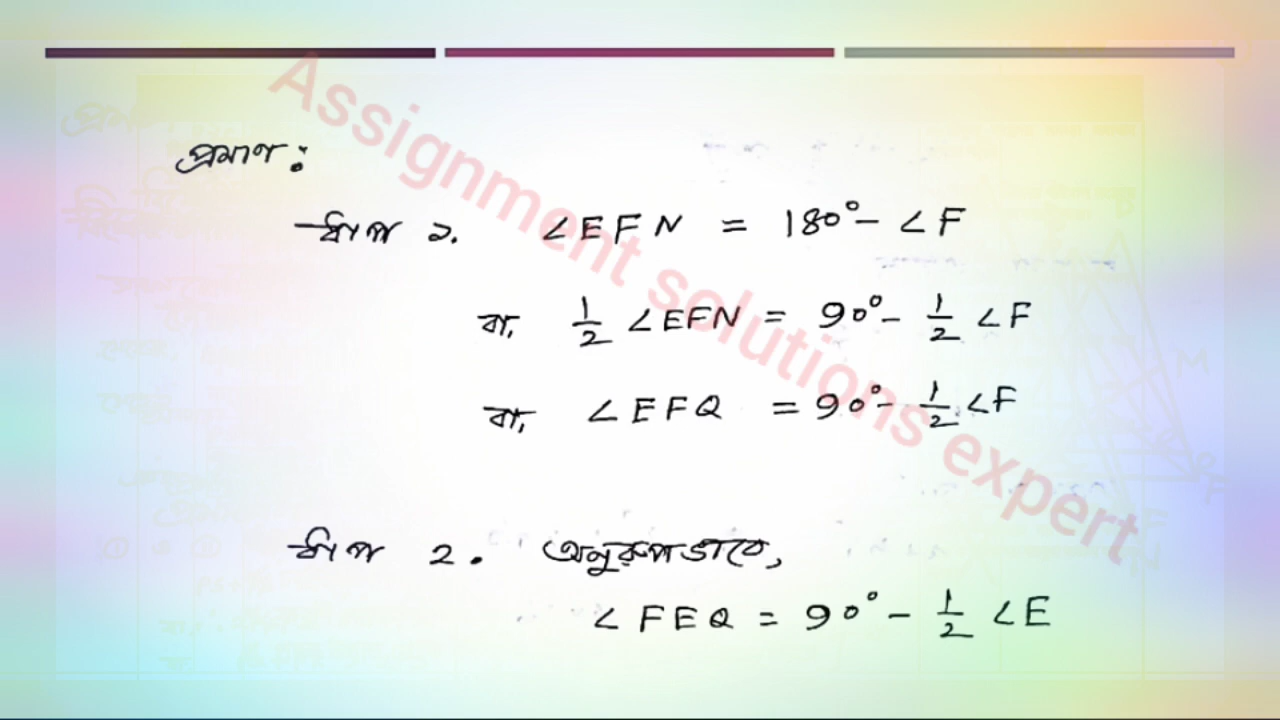 প্রমাণ:
ধাপ ১. ∠EFN = 180° - ∠F
বা, 1/2 ∠EFN = 90° - 1/2 ∠F
বা, ∠EFQ = 90° - 1/2 ∠F
ধাপ 2. অনুরূপভাবে,
∠FEQ = 90° - 1/2 ∠E
Assignment solutions expert